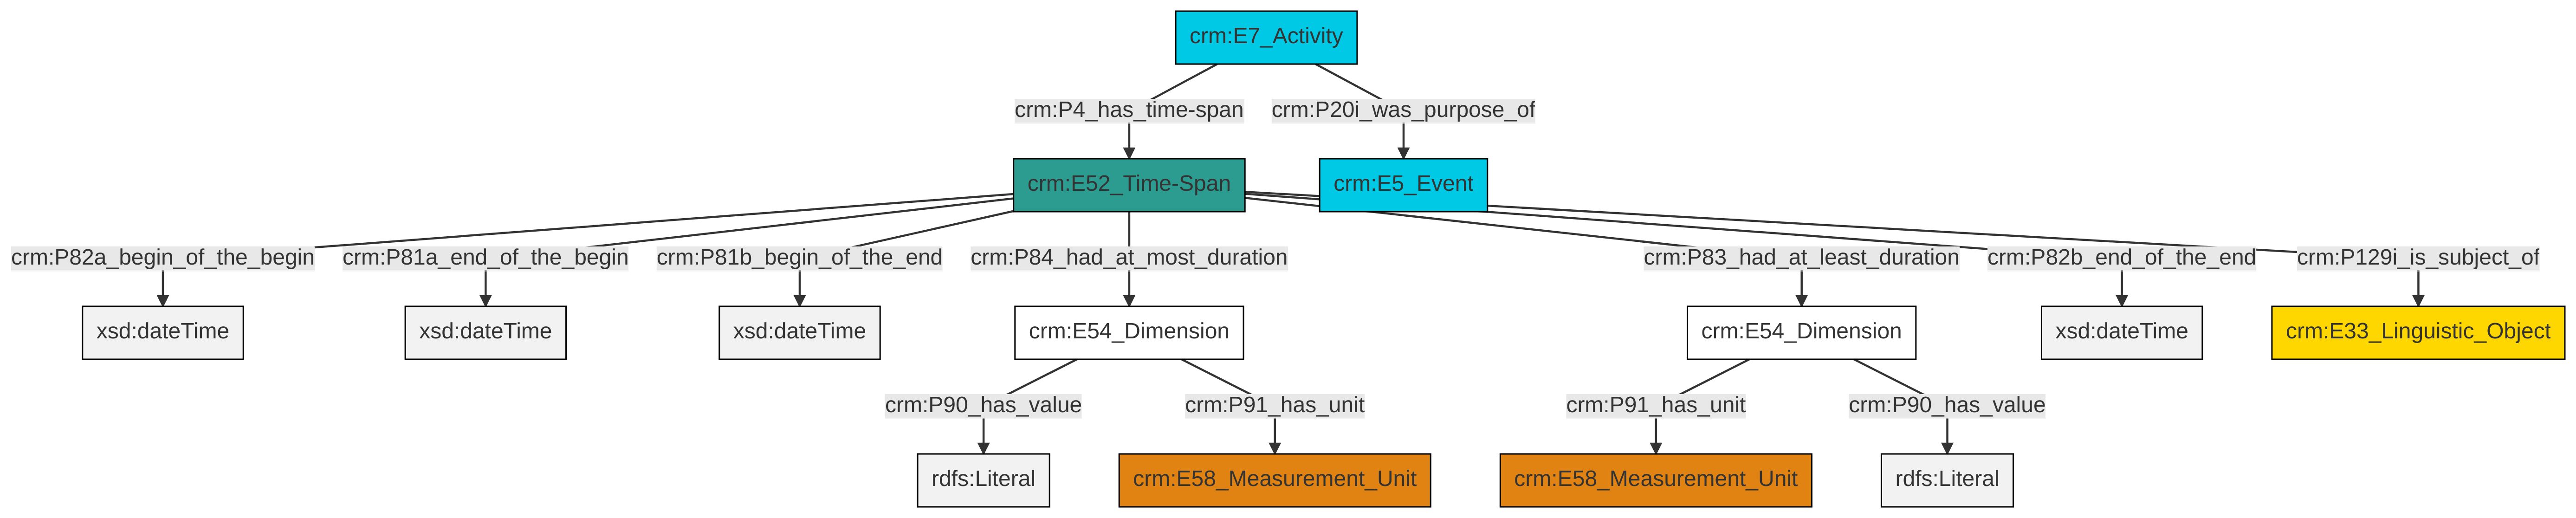 crm:E7_Activity
crm:P4_has_time-span
crm:P20i_was_purpose_of
crm:E52_Time-Span
crm:E5_Event
crm:P82a_begin_of_the_begin
crm:P81a_end_of_the_begin
crm:P81b_begin_of_the_end
crm:P84_had_at_most_duration
crm:P83_had_at_least_duration
crm:P82b_end_of_the_end
crm:P129i_is_subject_of
xsd:dateTime
xsd:dateTime
xsd:dateTime
crm:E54_Dimension
crm:E54_Dimension
xsd:dateTime
crm:E33_Linguistic_Object
crm:P90_has_value
crm:P91_has_unit
crm:P91_has_unit
crm:P90_has_value
rdfs:Literal
crm:E58_Measurement_Unit
crm:E58_Measurement_Unit
rdfs:Literal